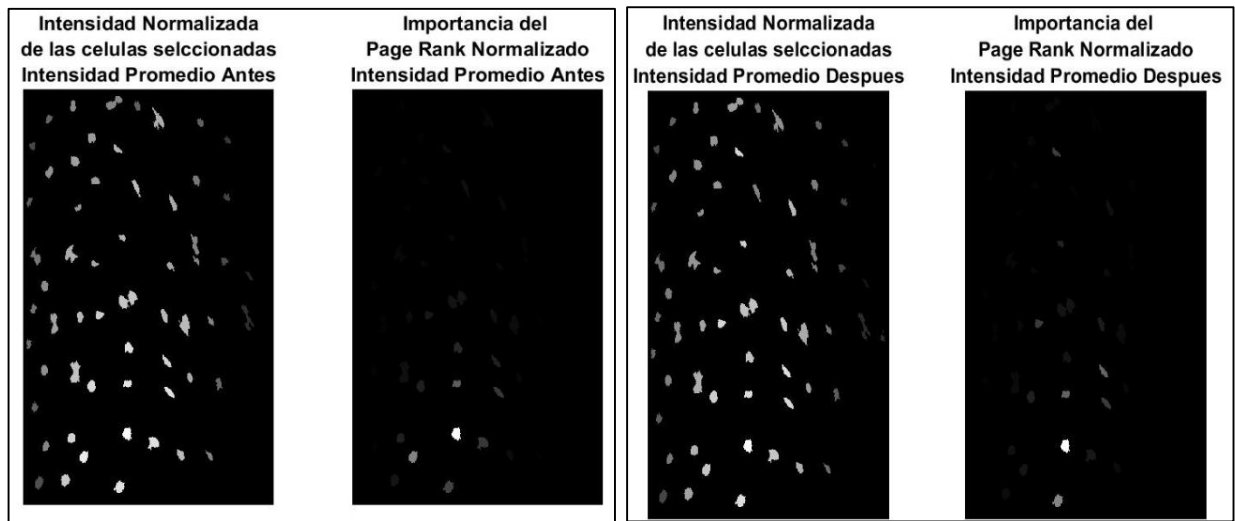 Intensidad Normalizada
de las celulas selccionadas
Intensidad Promedio Antes
Importancia del
Page Rank Normalizado
Intensidad Promedio Antes
Intensidad Normalizada
de las celulas selccionadas
Intensidad Promedio Despues
Importancia del
Page Rank Normalizado
Intensidad Promedio Despues